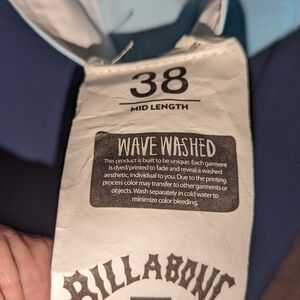 38
MID LENGTH
WAVE WASHED
This product is built to be unique. Each garment
is dyed/printed to fade and reveal a washed
aesthetic, individual to you. Due to the printing
process color may transfer to other garments or
objects. Wash separately in cold water to
minimize color bleeding.
BILLABONG